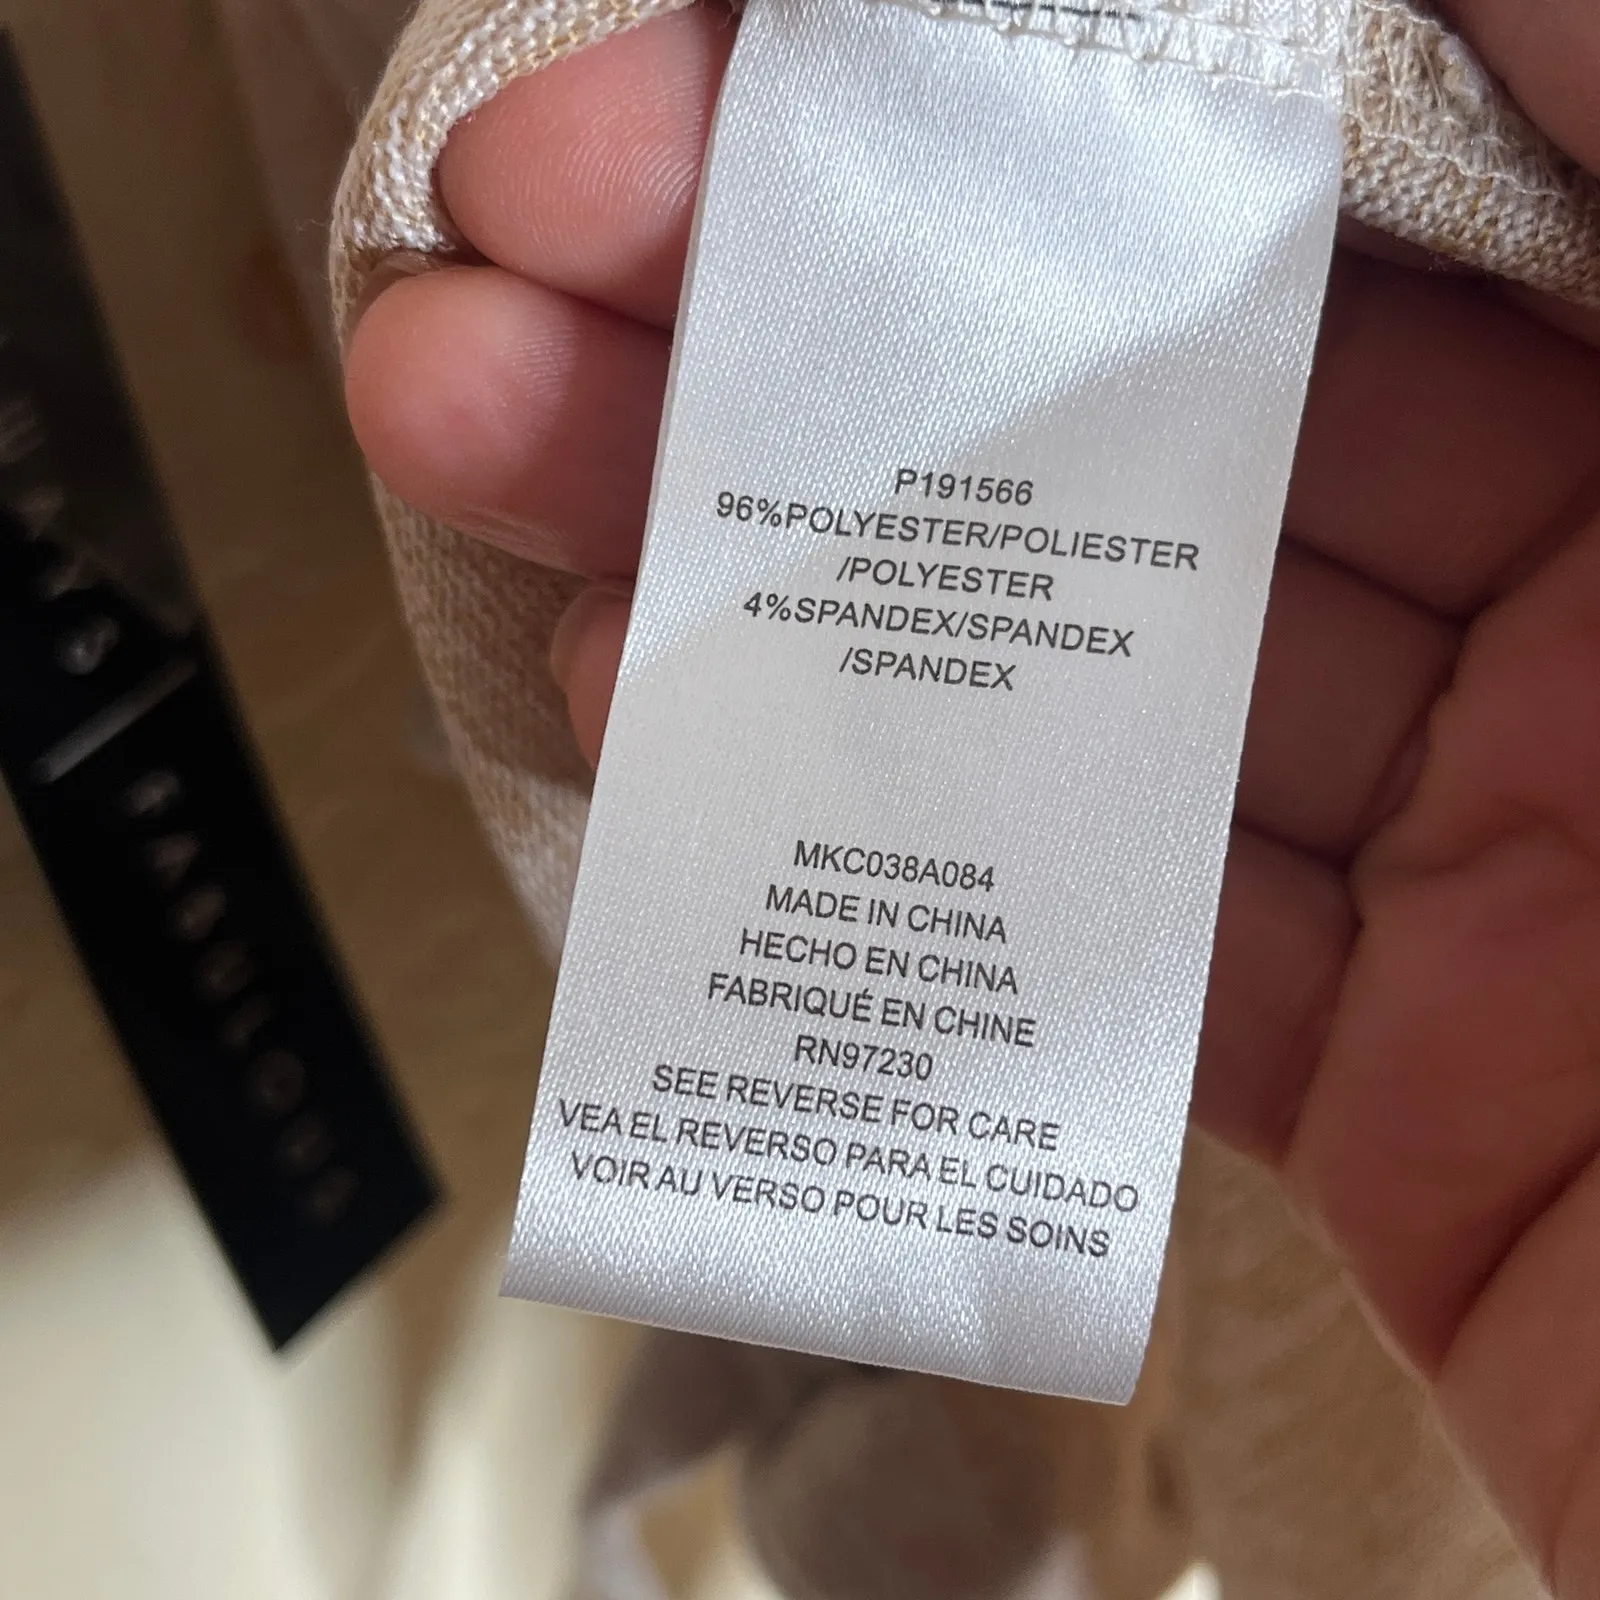 P191566
96%POLYESTER/POLIESTER
/POLYESTER
4%SPANDEX/SPANDEX
/SPANDEX
MKC038A084
MADE IN CHINA
HECHO EN CHINA
FABRIQUÉ EN CHINE
RN97230
SEE REVERSE FOR CARE
VEA EL REVERSO PARA EL CUIDADO
VOIR AU VERSO POUR LES SOINS